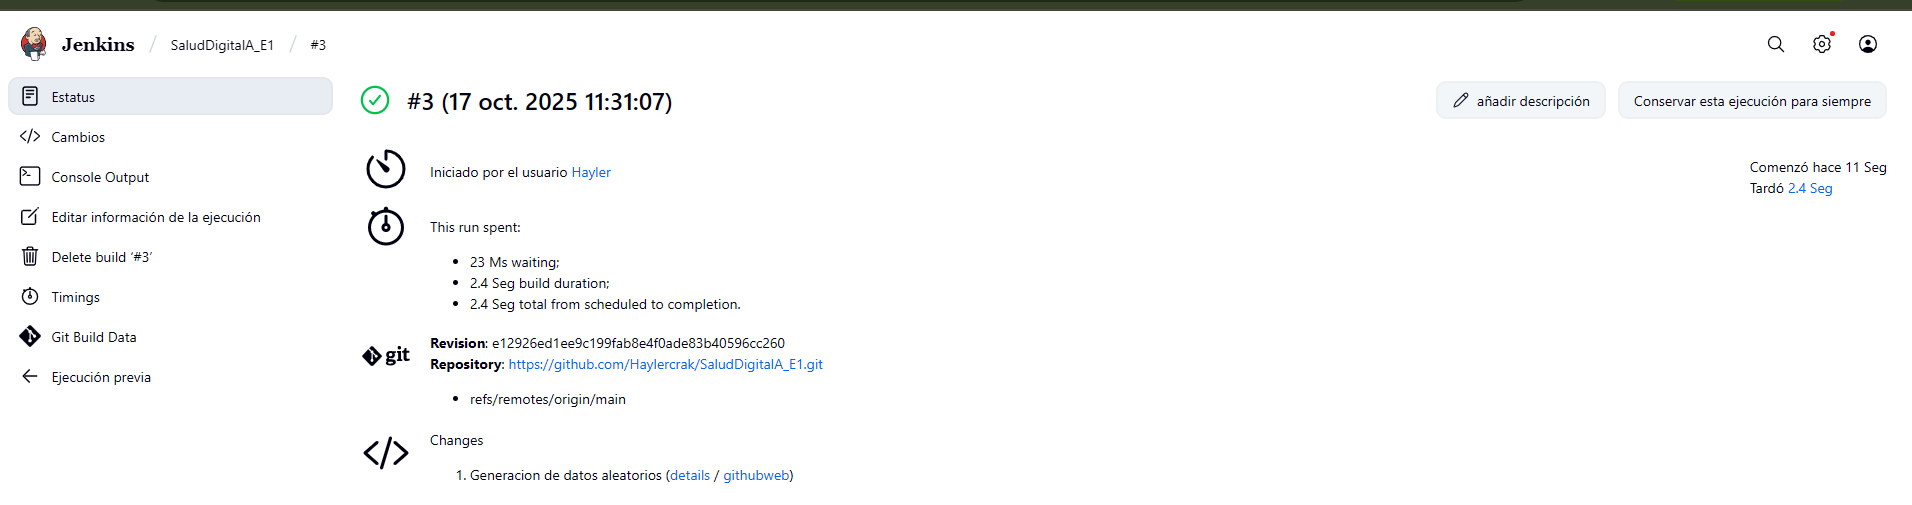 Jenkins / SaludDigitalA_E1 / #3
Estatus
Cambios
Console Output
Editar información de la ejecución
Delete build ‘#3’
Timings
Git Build Data
Ejecución previa
#3 (17 oct. 2025 11:31:07)
añadir descripción
Conservar esta ejecución para siempre
Iniciado por el usuario Hayler
Comenzó hace 11 Seg
Tardó 2.4 Seg
This run spent:
23 Ms waiting;
2.4 Seg build duration;
2.4 Seg total from scheduled to completion.
git
Revision: e12926ed1ee9c199fab8e4f0ade83b40596cc260
Repository: https://github.com/Haylercrak/SaludDigitalA_E1.git
refs/remotes/origin/main
Changes
1. Generacion de datos aleatorios (details / githubweb)